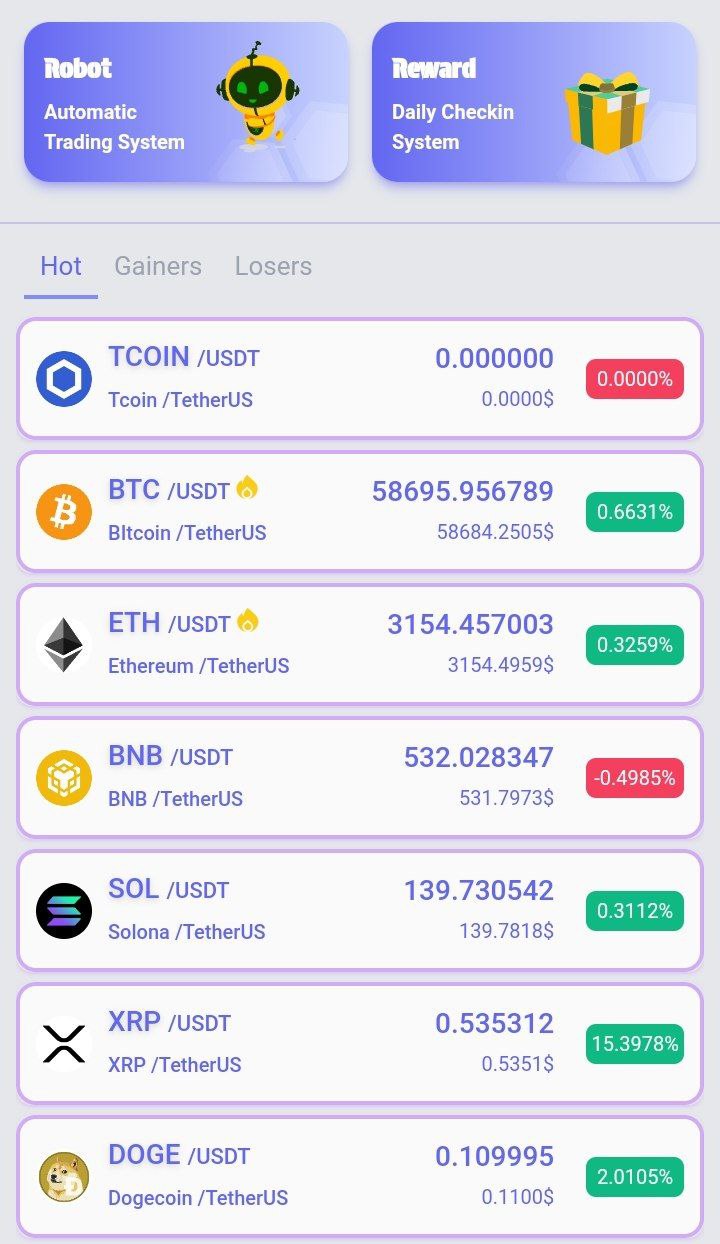 Robot
Automatic
Trading System
Reward
Daily Checkin
System
Hot Gainers Losers
TCOIN /USDT 0.000000
Tcoin /TetherUS 0.0000$ 0.0000%
BTC /USDT 58695.956789
BItcoin /TetherUS 58684.2505$ 0.6631%
ETH /USDT 3154.457003
Ethereum /TetherUS 3154.4959$ 0.3259%
BNB /USDT 532.028347
BNB /TetherUS 531.7973$ -0.4985%
SOL /USDT 139.730542
Solona /TetherUS 139.7818$ 0.3112%
XRP /USDT 0.535312
XRP /TetherUS 0.5351$ 15.3978%
DOGE /USDT 0.109995
Dogecoin /TetherUS 0.1100$ 2.0105%